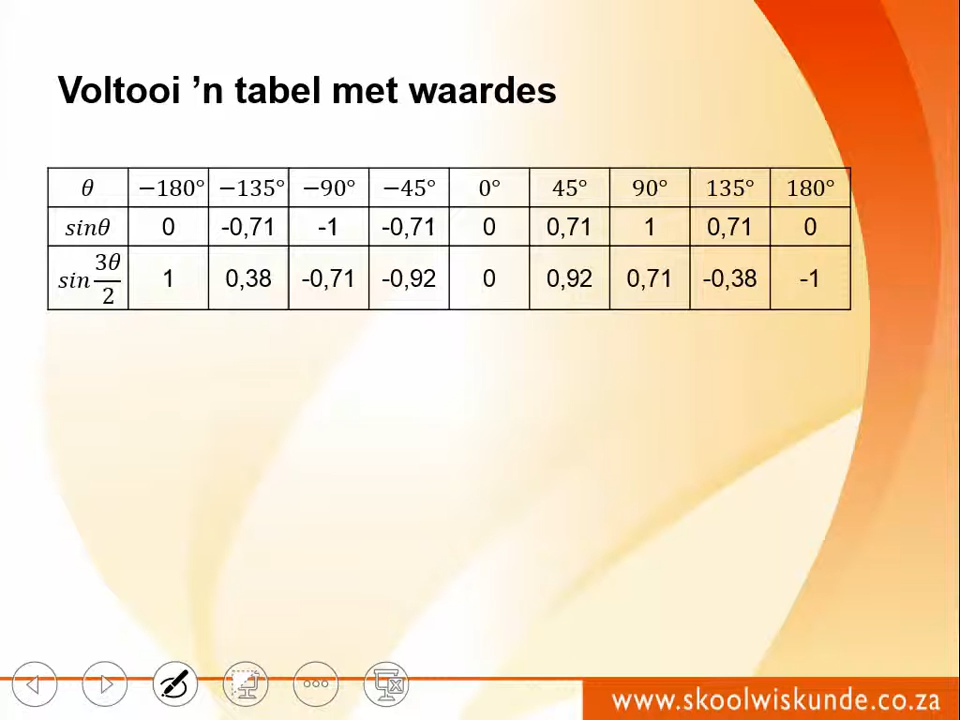 Voltooi ’n tabel met waardes
θ −180° −135° −90° −45° 0° 45° 90° 135° 180°
sinθ 0 -0,71 -1 -0,71 0 0,71 1 0,71 0
sin 3θ/2 1 0,38 -0,71 -0,92 0 0,92 0,71 -0,38 -1
www.skoolwiskunde.co.za